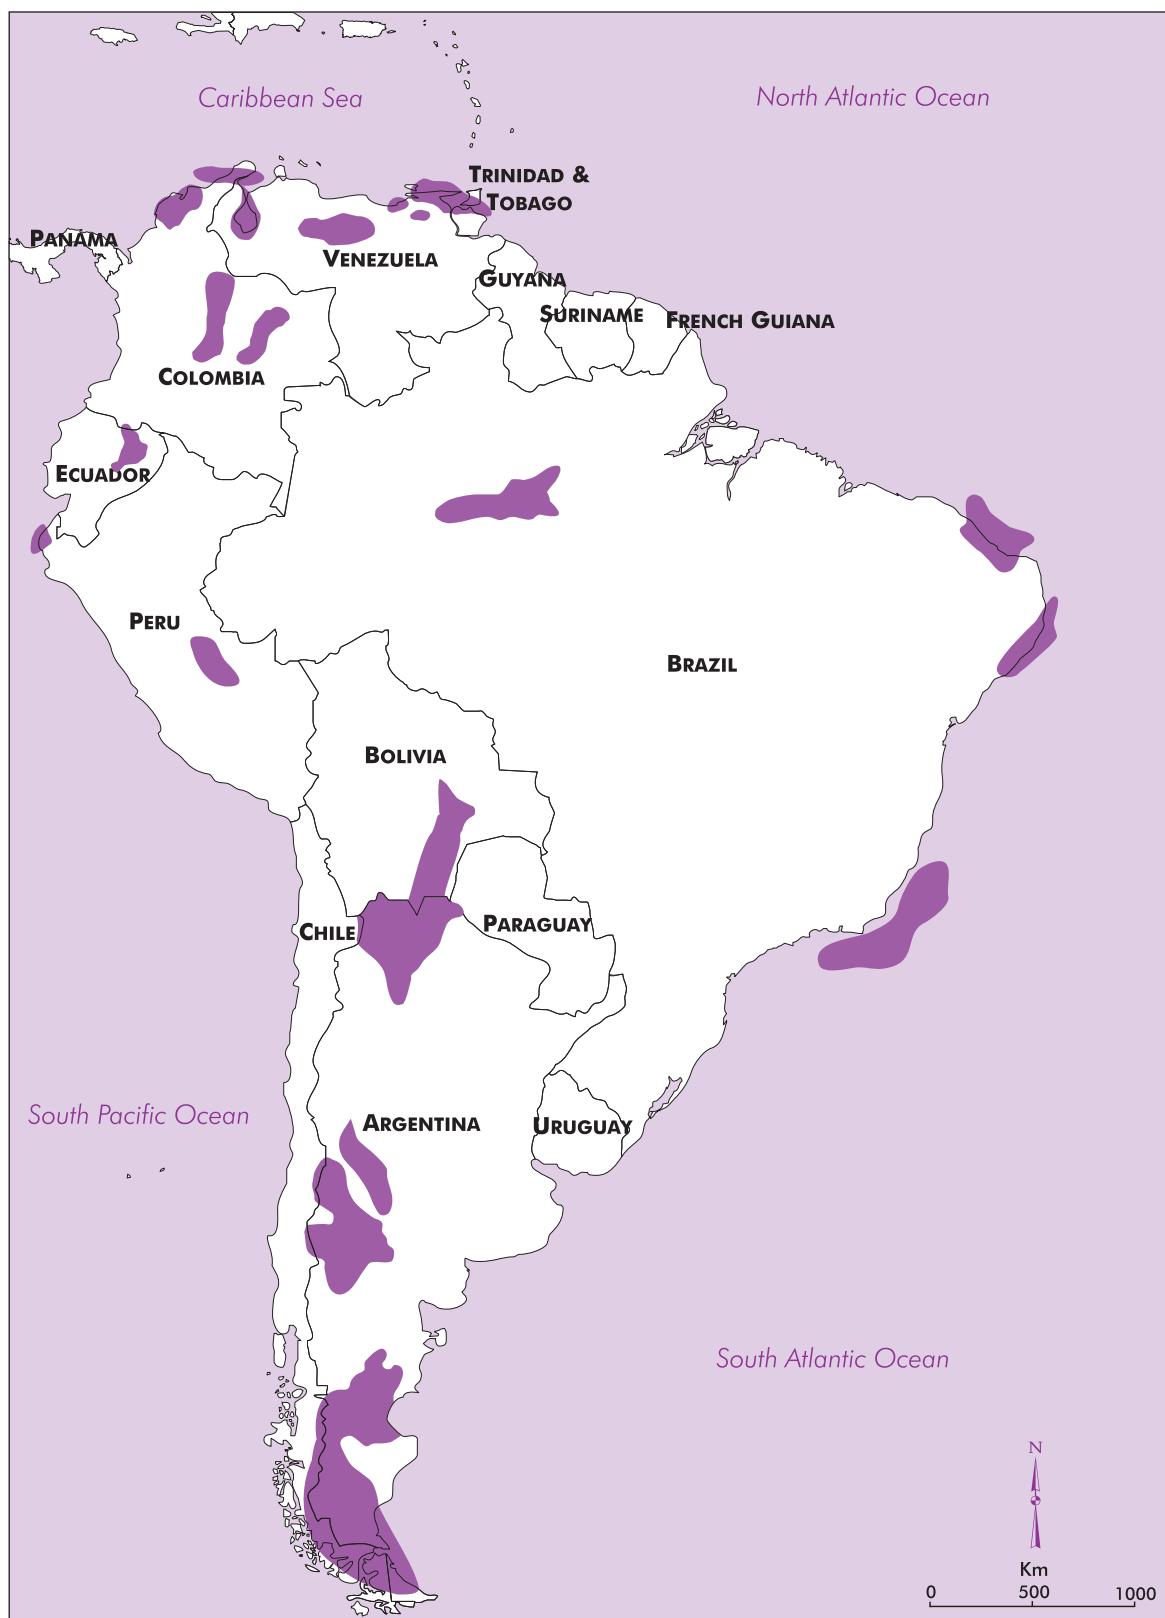 Caribbean Sea
North Atlantic Ocean
TRINIDAD &
TOBAGO
PANAMA
VENEZUELA
GUYANA
SURINAME
FRENCH GUIANA
COLOMBIA
ECUADOR
PERU
BRAZIL
BOLIVIA
PARAGUAY
CHILE
South Pacific Ocean
ARGENTINA
URUGUAY
South Atlantic Ocean
N
Km
0 500 1000